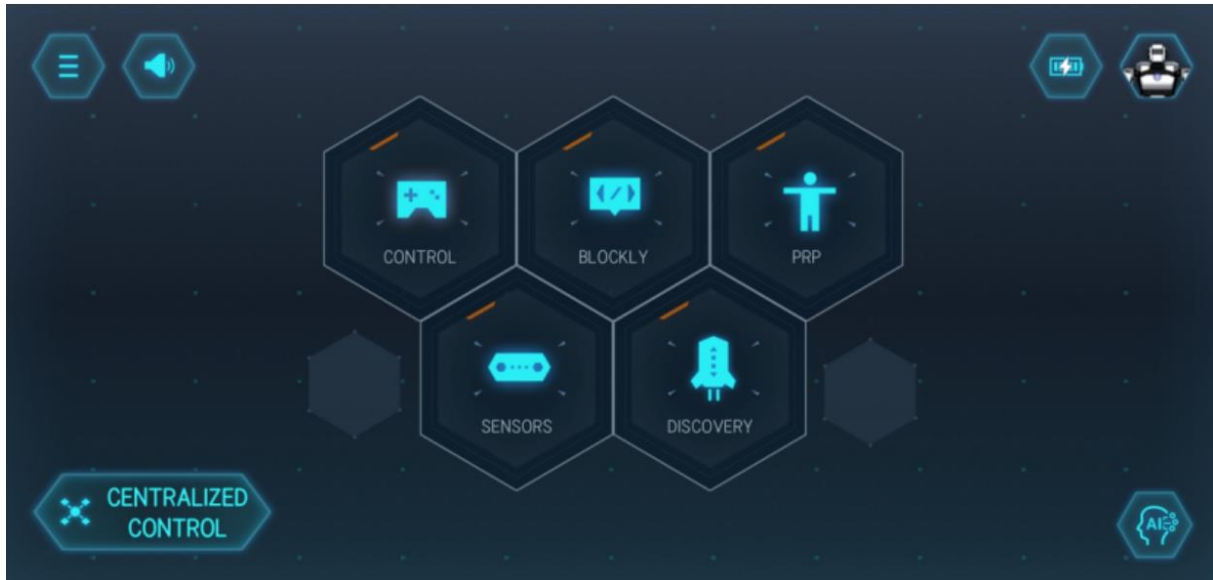 CONTROL
BLOCKLY
PRP
SENSORS
DISCOVERY
CENTRALIZED
CONTROL
AI